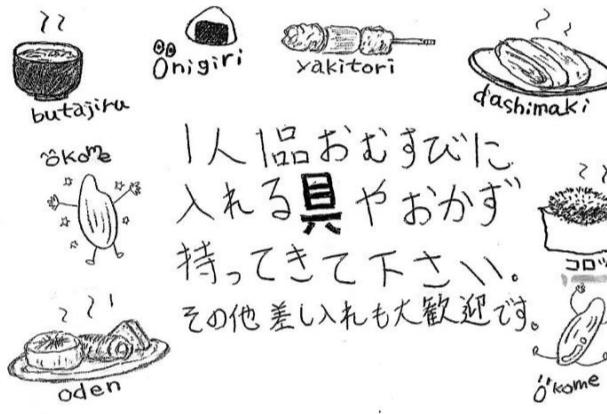 butajiru
Onigiri
yakitori
dashimaki
ôkome
1人1品おむすびに
入れる具やおかず
持ってきて下さい。
その他差し入れも大歓迎です。
コロッ
oden
Ökome